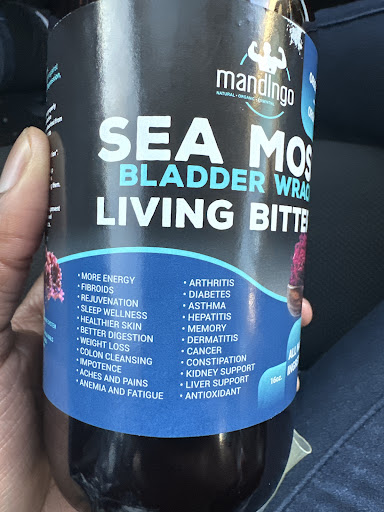 mandIngo
NATURAL • ORGANIC •
SEA MOS
BLADDER WRAC
LIVING BITTE
• MORE ENERGY
• FIBROIDS
• REJUVENATION
• SLEEP WELLNESS
• HEALTHIER SKIN
• BETTER DIGESTION
• WEIGHT LOSS
• COLON CLEANSING
• IMPOTENCE
• ACHES AND PAINS
• ANEMIA AND FATIGUE
• ARTHRITIS
• DIABETES
• ASTHMA
• HEPATITIS
• MEMORY
• DERMATITIS
• CANCER
• CONSTIPATION
• KIDNEY SUPPORT
• LIVER SUPPORT
• ANTIOXIDANT
16oz.